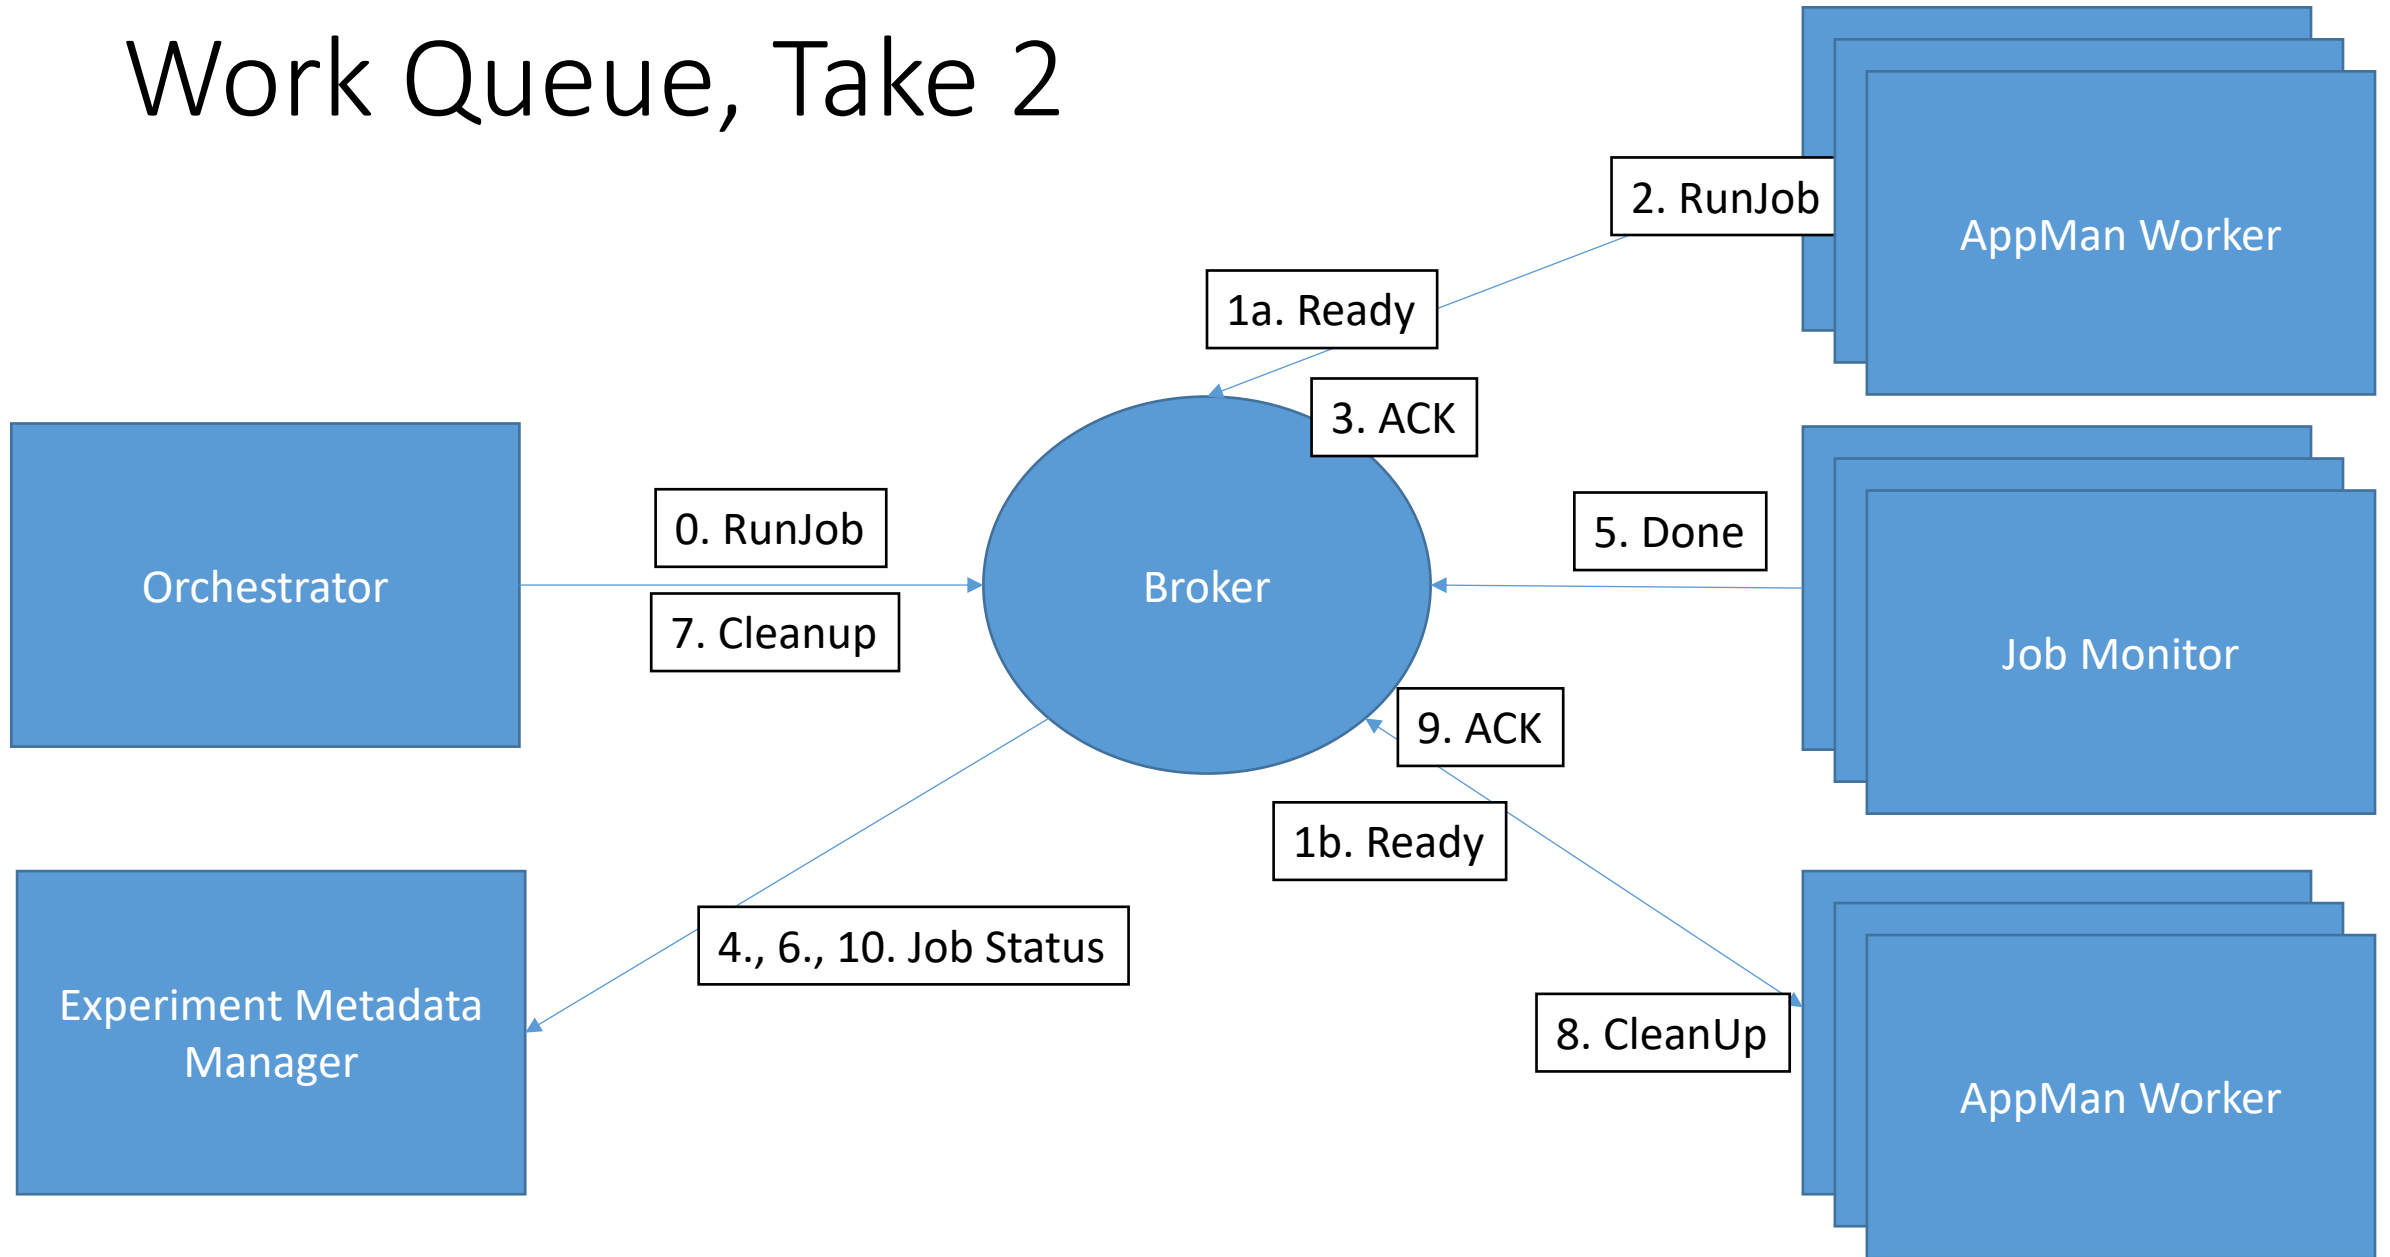 Work Queue, Take 2
2. RunJob
AppMan Worker
1a. Ready
3. ACK
0. RunJob
5. Done
Orchestrator
Broker
7. Cleanup
Job Monitor
9. ACK
1b. Ready
4., 6., 10. Job Status
Experiment Metadata
Manager
8. CleanUp
AppMan Worker